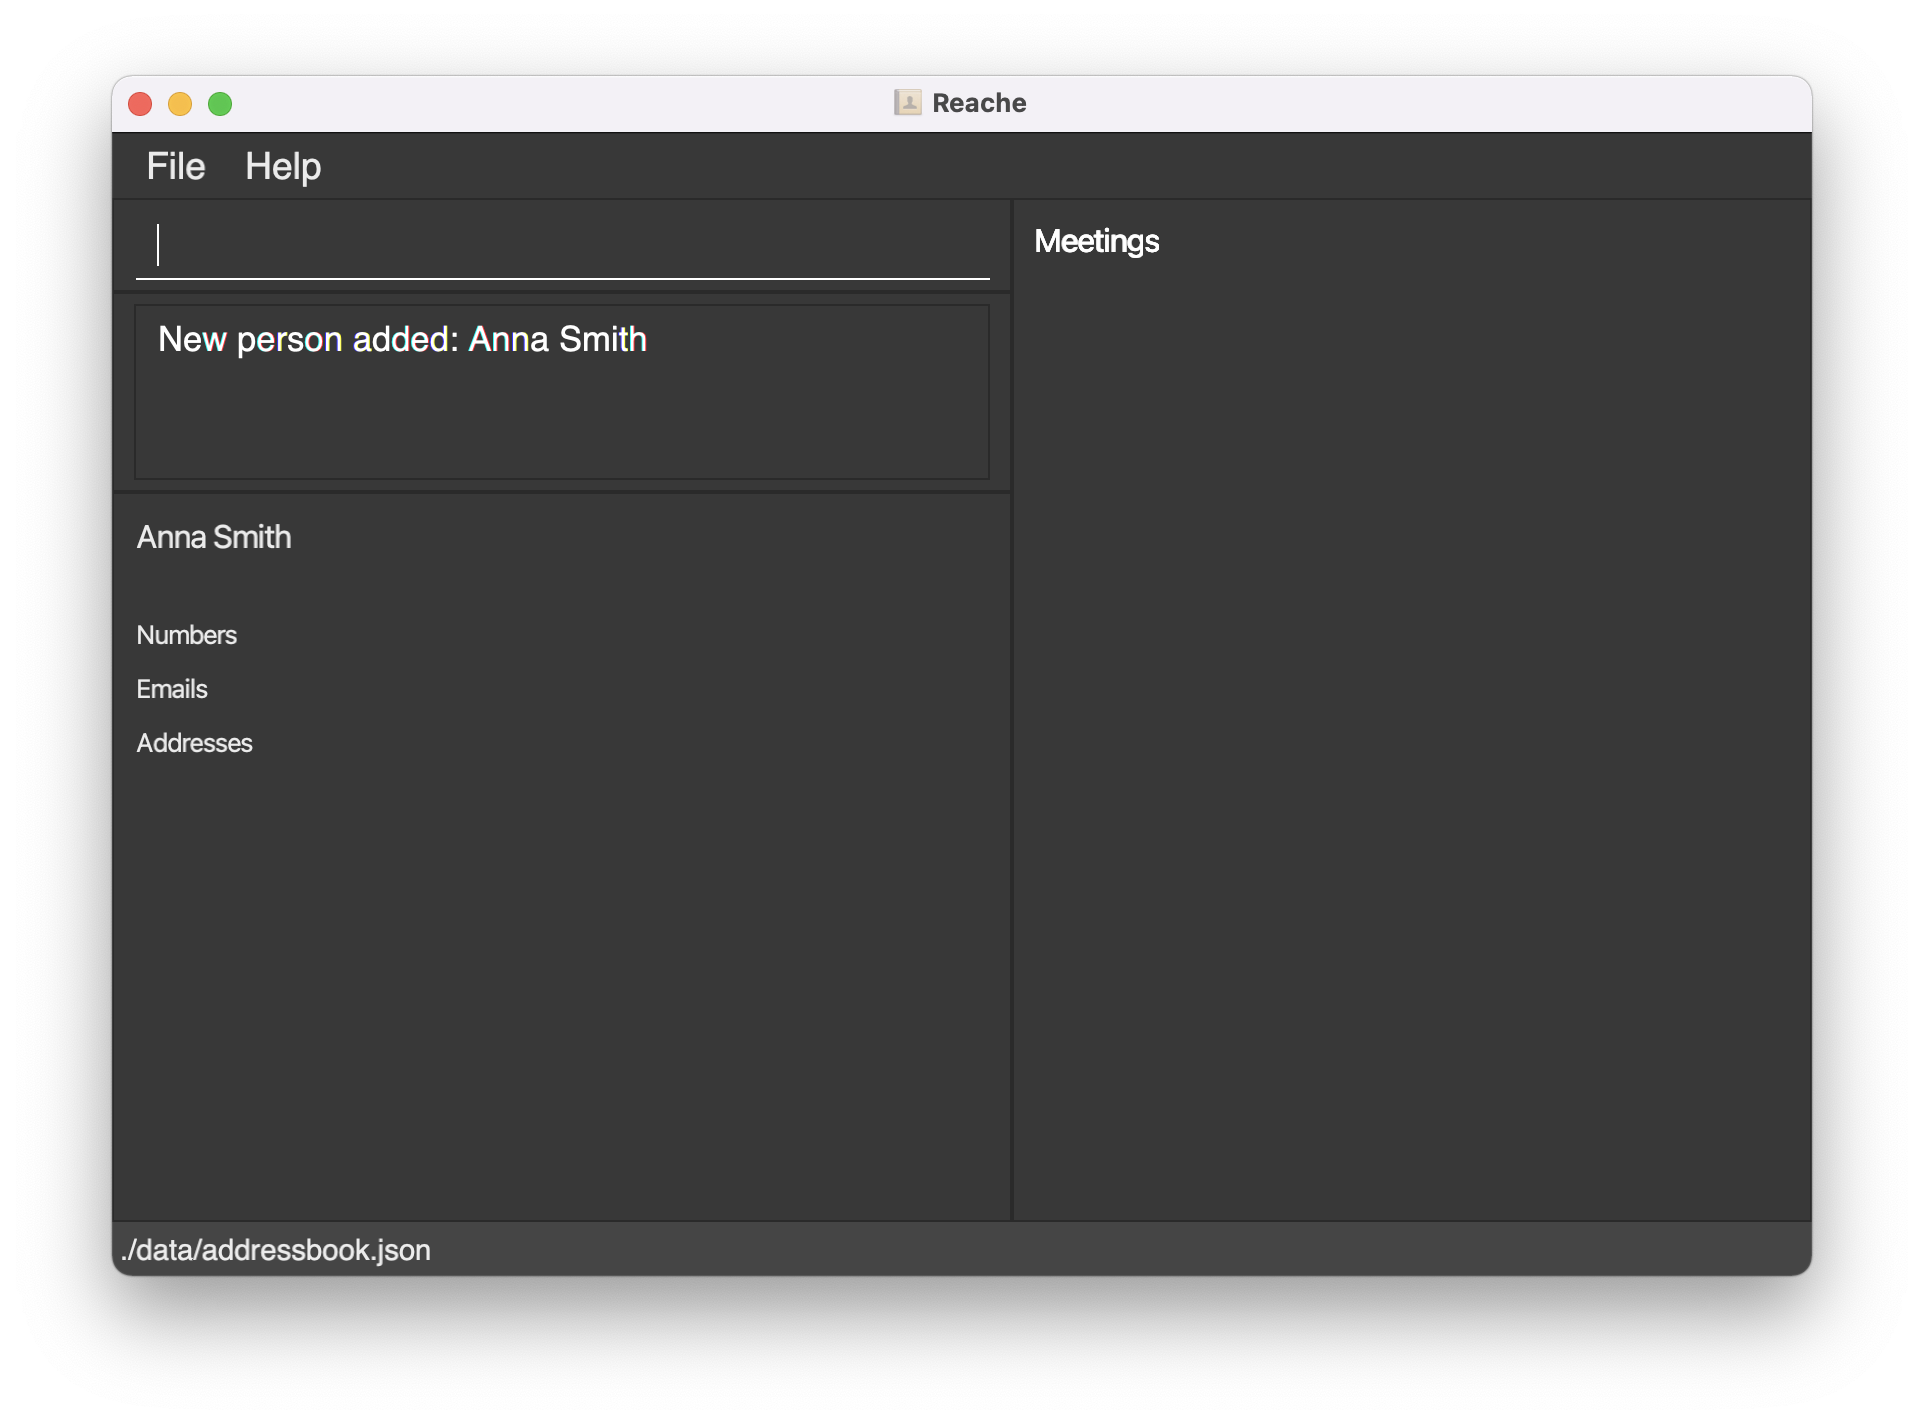 Reache
File Help
New person added: Anna Smith
Anna Smith
Numbers
Emails
Addresses
Meetings
./data/addressbook.json